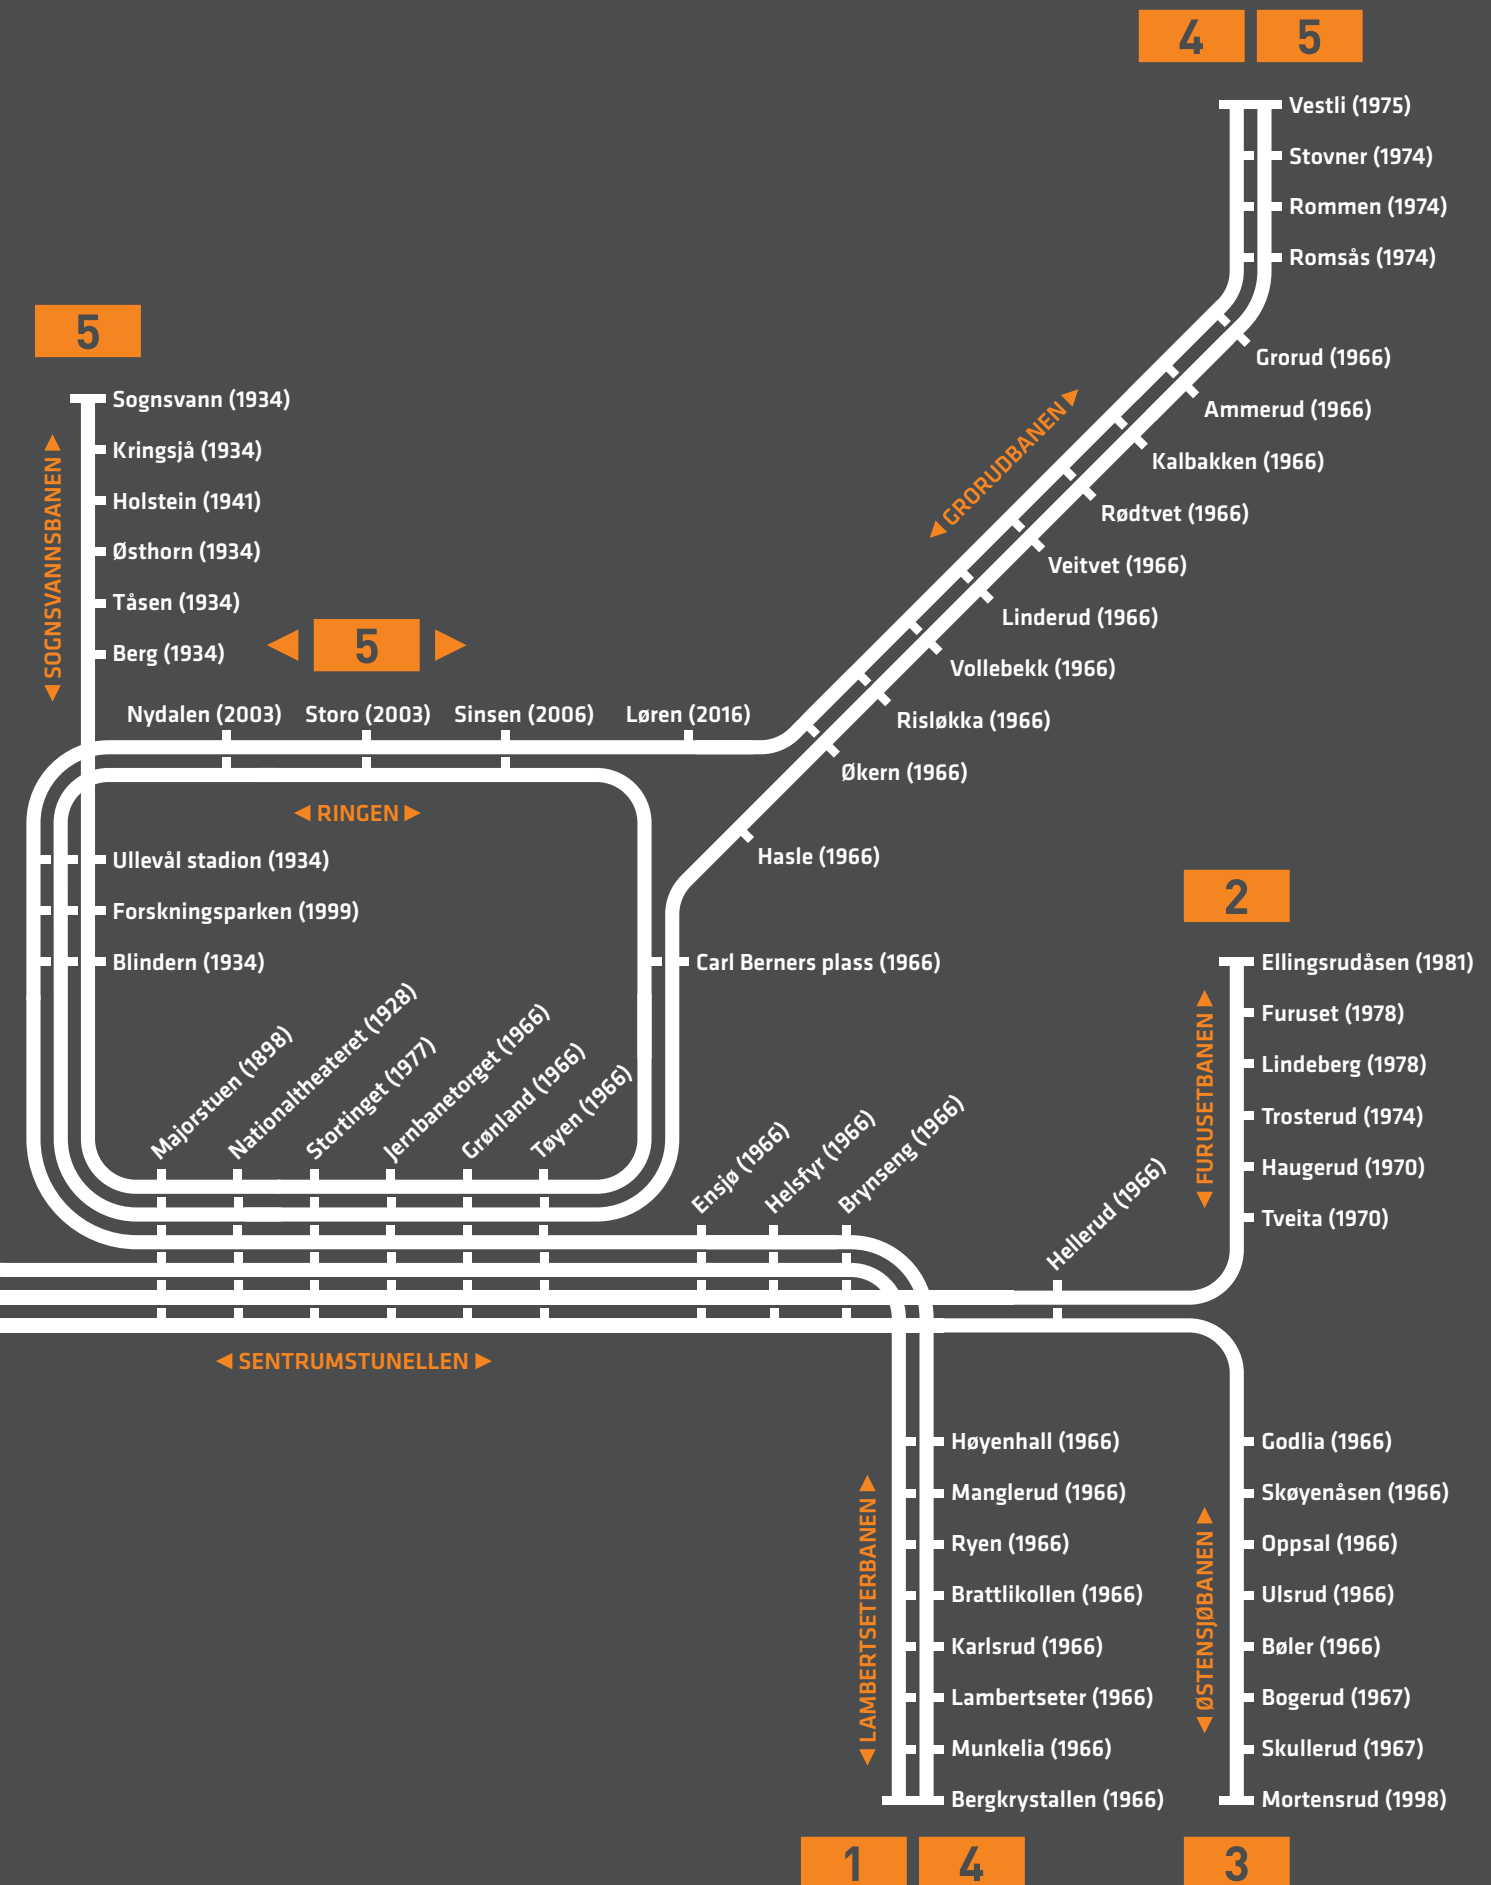 4 5
Vestli (1975)
Stovner (1974)
Rommen (1974)
Romsås (1974)
Grorud (1966)
Ammerud (1966)
Kalbakken (1966)
Rødtvet (1966)
Veitvet (1966)
Linderud (1966)
Vollebekk (1966)
Risløkka (1966)
Økern (1966)
Hasle (1966)
GRORUDBANEN
5
Sognsvann (1934)
Kringsjå (1934)
Holstein (1941)
Østhorn (1934)
Tåsen (1934)
Berg (1934)
SOGNSVANNSBANEN
5
Nydalen (2003) Storo (2003) Sinsen (2006) Løren (2016)
RINGEN
Ullevål stadion (1934)
Forskningsparken (1999)
Blindern (1934)
Carl Berners plass (1966)
Majorstuen (1898)
Nationaltheateret (1928)
Stortinget (1977)
Jernbanetorget (1966)
Grønland (1966)
Tøyen (1966)
Ensjø (1966)
Helsfyr (1966)
Brynseng (1966)
Hellerud (1966)
SENTRUMSTUNELLEN
2
Ellingsrudåsen (1981)
Furuset (1978)
Lindeberg (1978)
Trosterud (1974)
Haugerud (1970)
Tveita (1970)
FURUSETBANEN
Høyenhall (1966)
Manglerud (1966)
Ryen (1966)
Brattlikollen (1966)
Karlsrud (1966)
Lambertseter (1966)
Munkelia (1966)
Bergkrystallen (1966)
LAMBERTSETERBANEN
1 4
Godlia (1966)
Skøyenåsen (1966)
Oppsal (1966)
Ulsrud (1966)
Bøler (1966)
Bogerud (1967)
Skullerud (1967)
Mortensrud (1998)
ØSTENSJØBANEN
3